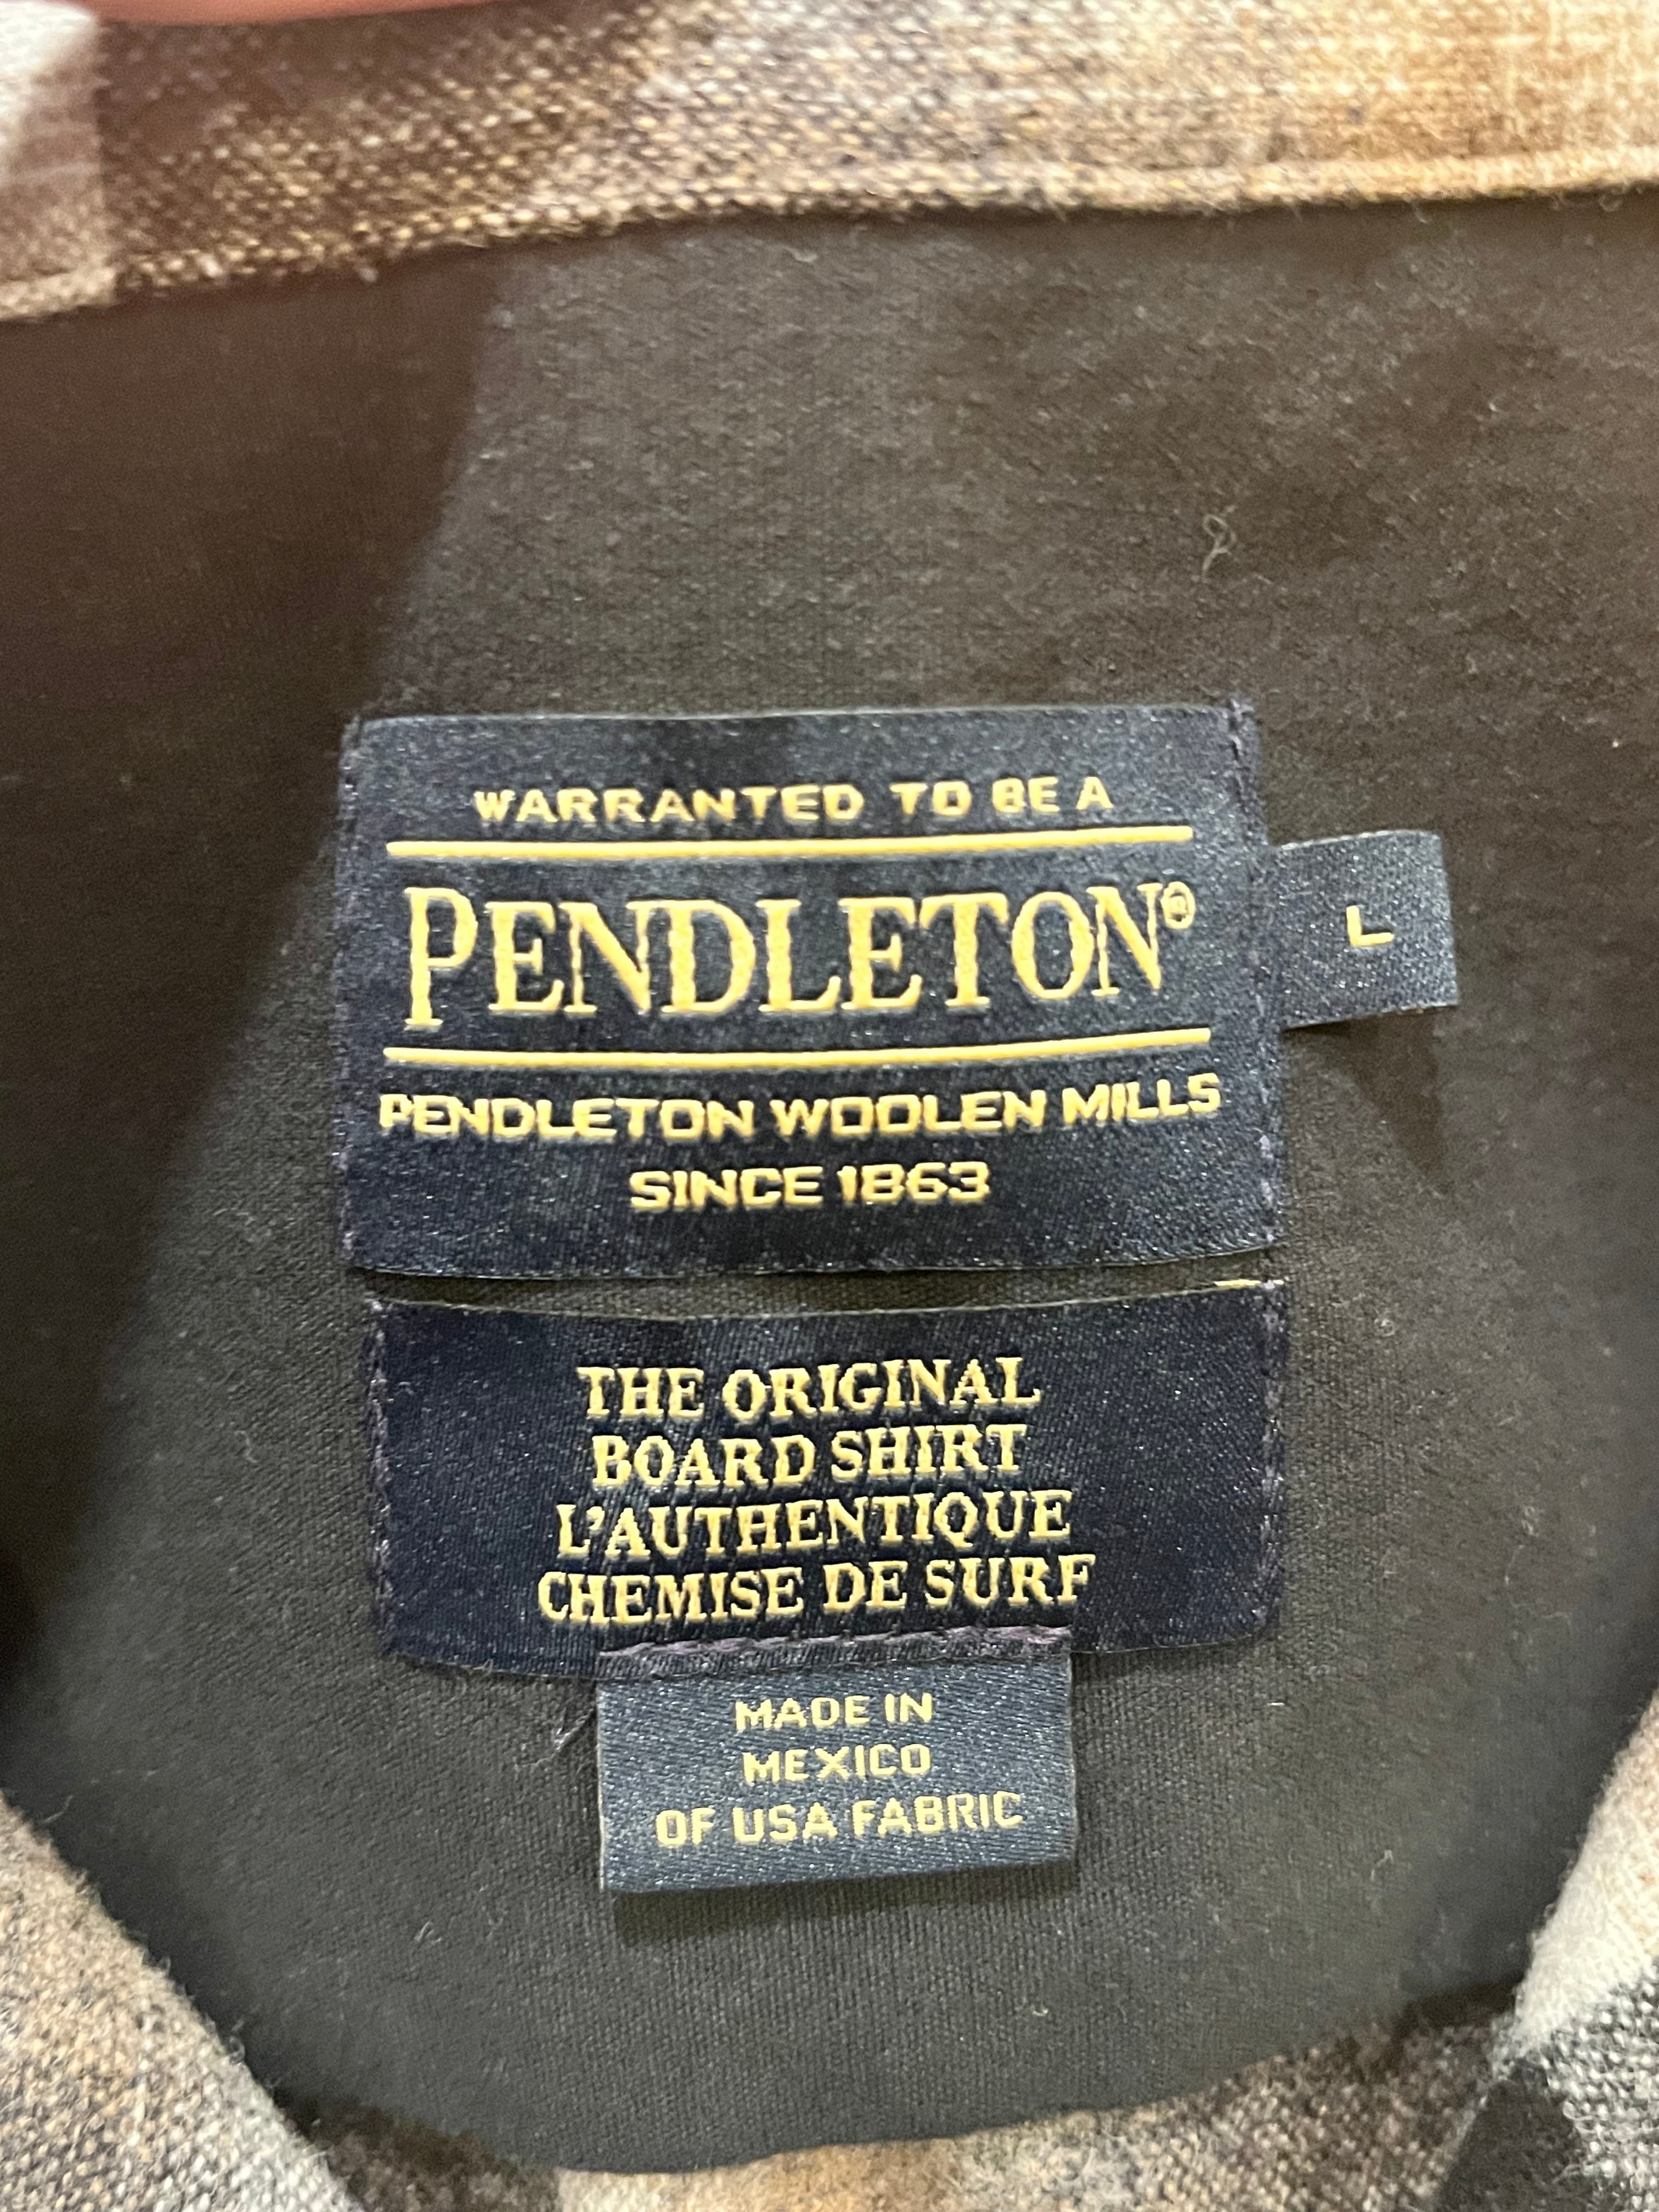 WARRANTED TO BE A
PENDLETON®
L
PENDLETON WOOLEN MILLS
SINCE 1863
THE ORIGINAL
BOARD SHIRT
L'AUTHENTIQUE
CHEMISE DE SURF
MADE IN
MEXICO
OF USA FABRIC